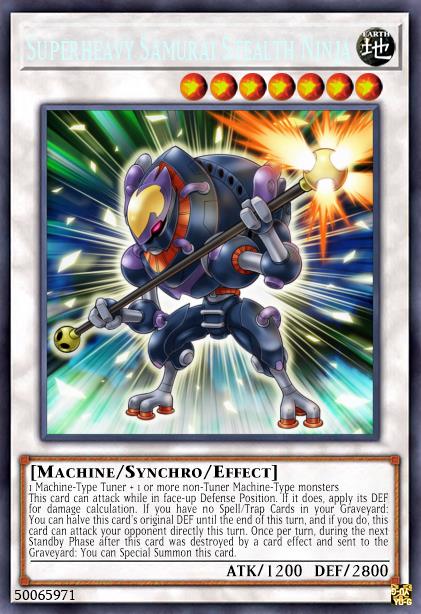 Superheavy Samurai Stealth Ninja
EARTH
地
[Machine/Synchro/Effect]
1 Machine-Type Tuner + 1 or more non-Tuner Machine-Type monsters
This card can attack while in face-up Defense Position. If it does, apply its DEF
for damage calculation. If you have no Spell/Trap Cards in your Graveyard:
You can halve this card's original DEF until the end of this turn, and if you do, this
card can attack your opponent directly this turn. Once per turn, during the next
Standby Phase after this card was destroyed by a card effect and sent to the
Graveyard: You can Special Summon this card.
ATK/1200 DEF/2800
50065971